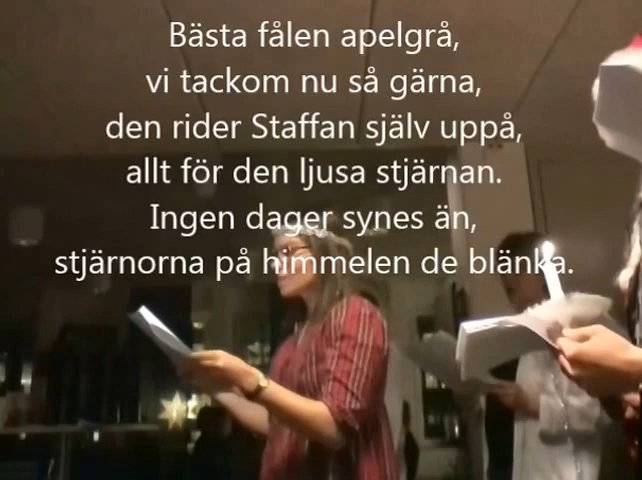 Bästa fålen apelgrå,
vi tackom nu så gärna,
den rider Staffan själv uppå,
allt för den ljusa stjärnan.
Ingen dager synes än,
stjärnorna på himmelen de blänka.